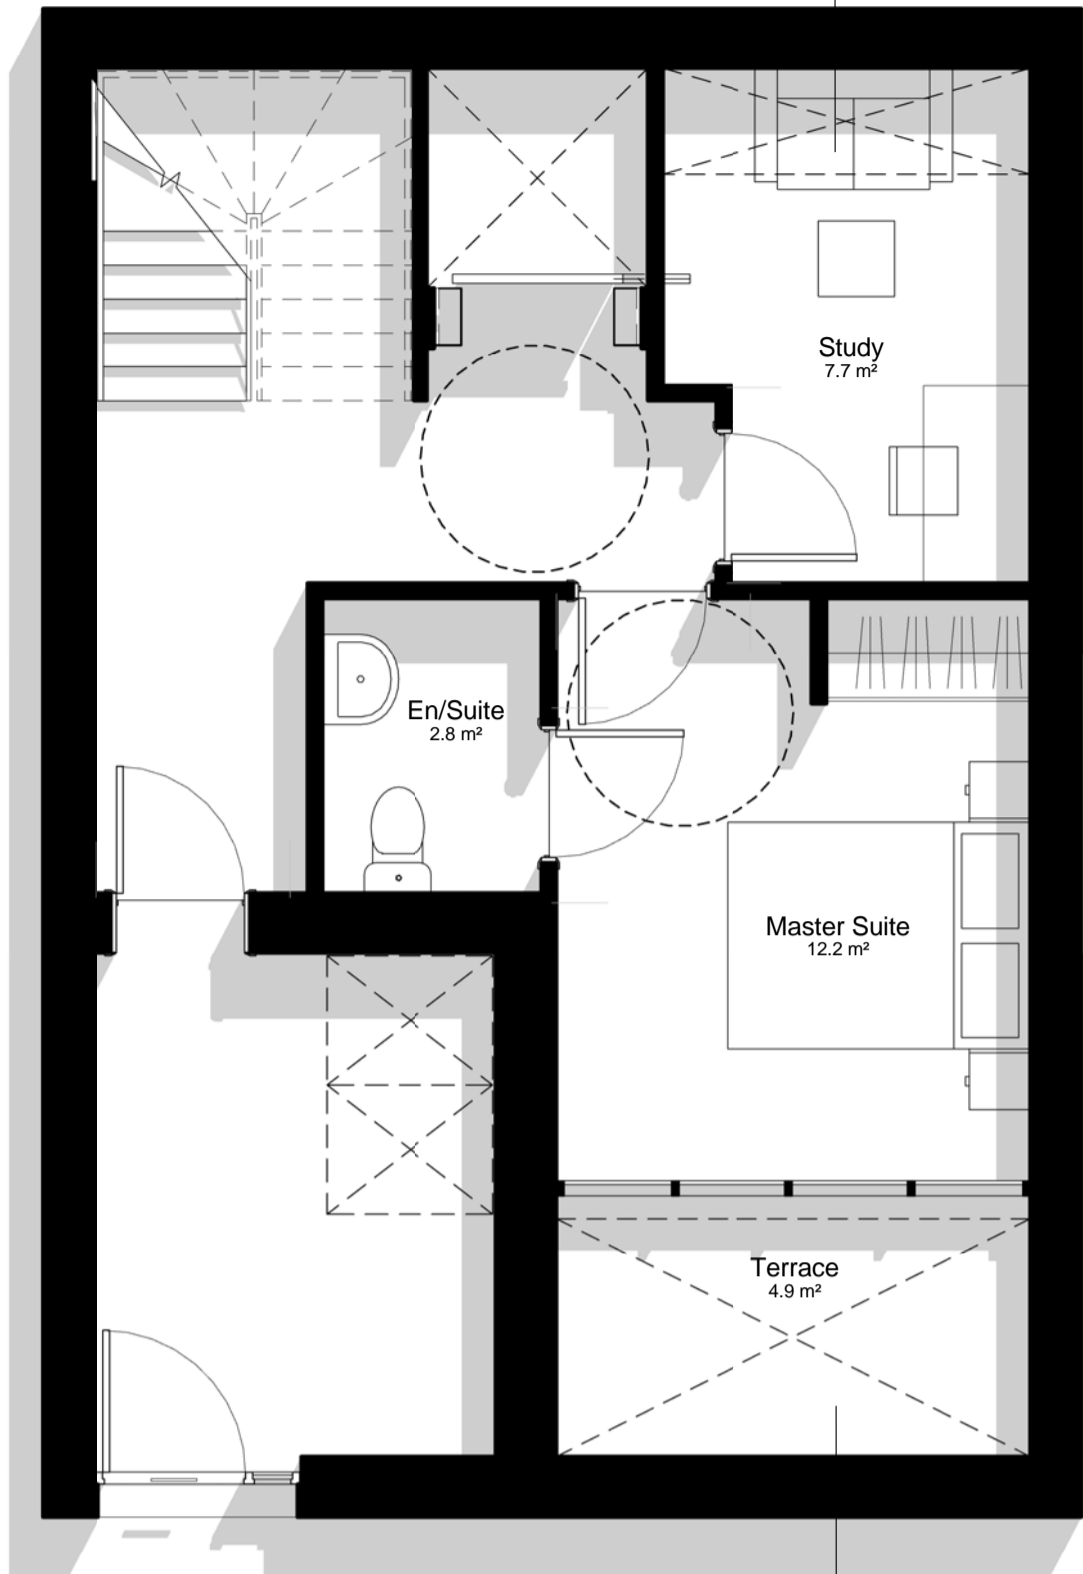 Study
7.7 m²
En/Suite
2.8 m²
Master Suite
12.2 m²
Terrace
4.9 m²